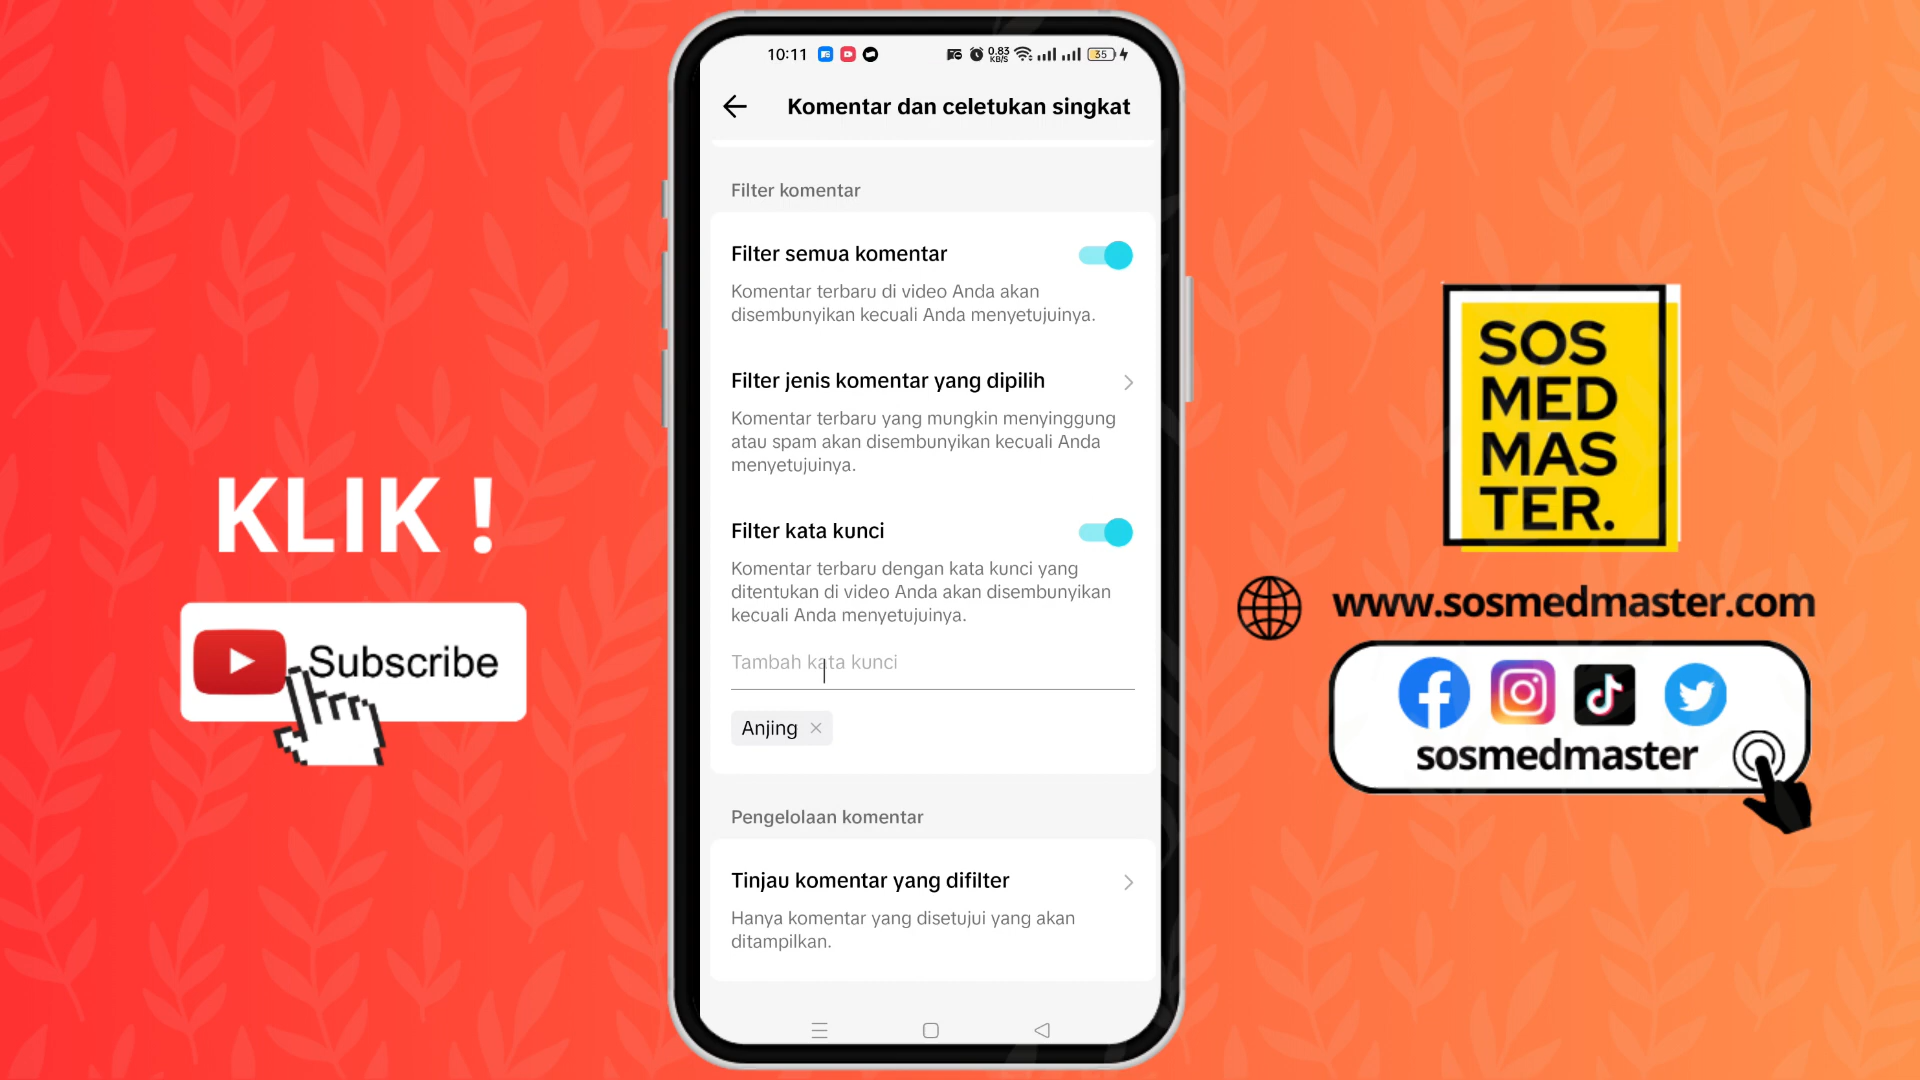 10:11
0.83
KB/S
35
Komentar dan celetukan singkat
Filter komentar
Filter semua komentar
Komentar terbaru di video Anda akan
disembunyikan kecuali Anda menyetujuinya.
Filter jenis komentar yang dipilih
Komentar terbaru yang mungkin menyinggung
atau spam akan disembunyikan kecuali Anda
menyetujuinya.
Filter kata kunci
Komentar terbaru dengan kata kunci yang
ditentukan di video Anda akan disembunyikan
kecuali Anda menyetujuinya.
Tambah kata kunci
Anjing
Pengelolaan komentar
Tinjau komentar yang difilter
Hanya komentar yang disetujui yang akan
ditampilkan.
KLIK !
Subscribe
SOS
MED
MAS
TER.
www.sosmedmaster.com
sosmedmaster